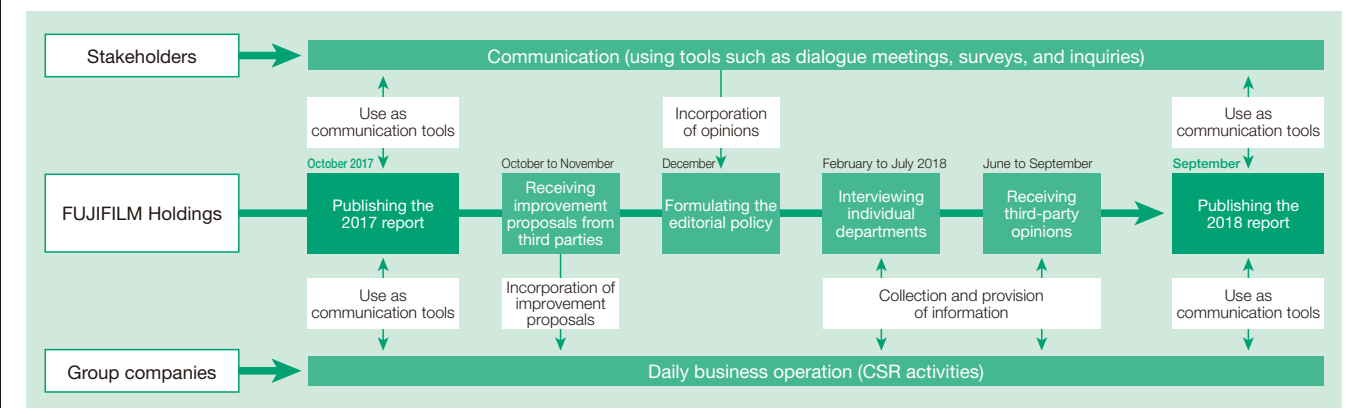 Stakeholders
Communication (using tools such as dialogue meetings, surveys, and inquiries)
Use as
communication tools
Incorporation
of opinions
Use as
communication tools
October 2017
October to November
December
February to July 2018
June to September
September
FUJIFILM Holdings
Publishing the
2017 report
Receiving
improvement
proposals from
third parties
Formulating the
editorial policy
Interviewing
individual
departments
Receiving
third-party
opinions
Publishing the
2018 report
Use as
communication tools
Incorporation of
improvement
proposals
Collection and provision
of information
Use as
communication tools
Group companies
Daily business operation (CSR activities)